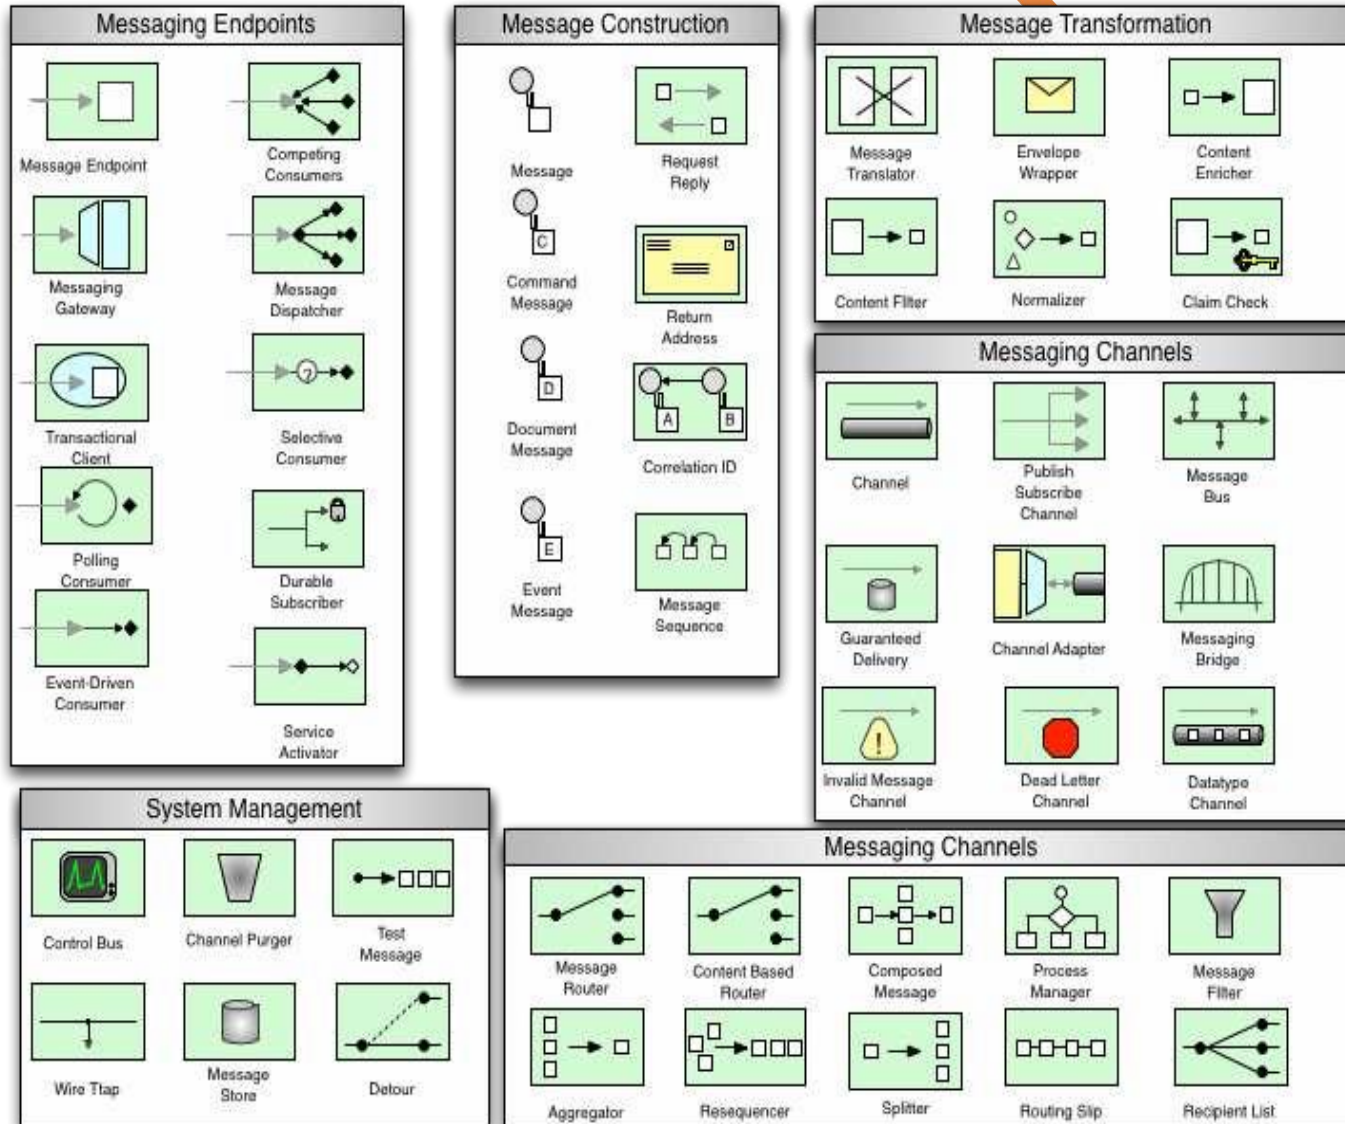 Messaging Endpoints
Message Endpoint
Competing
Consumers
Messaging
Gateway
Message
Dispatcher
Transactional
Client
Selective
Consumer
Polling
Consumer
Durable
Subscriber
Event-Driven
Consumer
Service
Activator
Message Construction
Message
Request
Reply
C
Command
Message
Return
Address
D
Document
Message
A
B
Correlation ID
E
Event
Message
Message
Sequence
Message Transformation
Message
Translator
Envelope
Wrapper
Content
Enricher
Content FIlter
Normalizer
Claim Check
Messaging Channels
Channel
Publish
Subscribe
Channel
Message
Bus
Guaranteed
Delivery
Channel Adapter
Messaging
Bridge
!
Invalid Message
Channel
Dead Letter
Channel
Datatype
Channel
System Management
Control Bus
Channel Purger
Test
Message
Wire Ttap
Message
Store
Detour
Messaging Channels
Message
Router
Content Based
Router
Composed
Message
Process
Manager
Message
FIlter
Aggregator
Resequencer
Splitter
Routing Slip
Recipient List
?